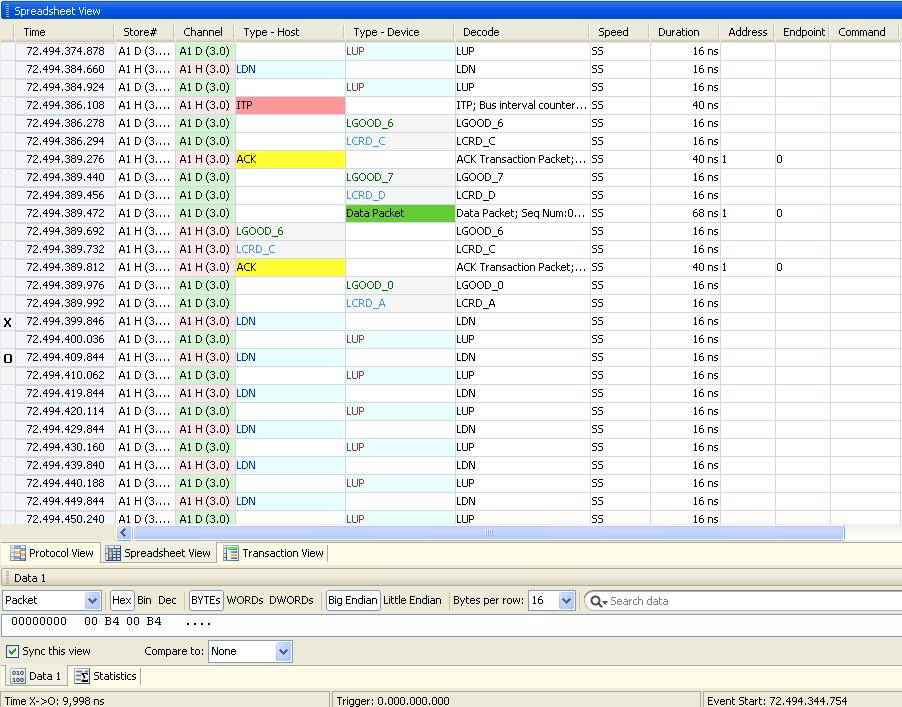 Spreadsheet View
Time Store# Channel Type - Host Type - Device Decode Speed Duration Address Endpoint Command
72.494.374.878 A1 D (3.... A1 D (3.0) LUP LUP SS 16 ns
72.494.384.660 A1 H (3.... A1 H (3.0) LDN LDN SS 16 ns
72.494.384.924 A1 D (3.... A1 D (3.0) LUP LUP SS 16 ns
72.494.386.108 A1 H (3.... A1 H (3.0) ITP ITP; Bus interval counter... SS 40 ns
72.494.386.278 A1 D (3.... A1 D (3.0) LGOOD_6 LGOOD_6 SS 16 ns
72.494.386.294 A1 D (3.... A1 D (3.0) LCRD_C LCRD_C SS 16 ns
72.494.389.276 A1 H (3.... A1 H (3.0) ACK ACK Transaction Packet;... SS 40 ns 1 0
72.494.389.440 A1 D (3.... A1 D (3.0) LGOOD_7 LGOOD_7 SS 16 ns
72.494.389.456 A1 D (3.... A1 D (3.0) LCRD_D LCRD_D SS 16 ns
72.494.389.472 A1 D (3.... A1 D (3.0) Data Packet Data Packet; Seq Num:0... SS 68 ns 1 0
72.494.389.692 A1 H (3.... A1 H (3.0) LGOOD_6 LGOOD_6 SS 16 ns
72.494.389.732 A1 H (3.... A1 H (3.0) LCRD_C LCRD_C SS 16 ns
72.494.389.812 A1 H (3.... A1 H (3.0) ACK ACK Transaction Packet;... SS 40 ns 1 0
72.494.389.976 A1 D (3.... A1 D (3.0) LGOOD_0 LGOOD_0 SS 16 ns
72.494.389.992 A1 D (3.... A1 D (3.0) LCRD_A LCRD_A SS 16 ns
X 72.494.399.846 A1 H (3.... A1 H (3.0) LDN LDN SS 16 ns
72.494.400.036 A1 D (3.... A1 D (3.0) LUP LUP SS 16 ns
O 72.494.409.844 A1 H (3.... A1 H (3.0) LDN LDN SS 16 ns
72.494.410.062 A1 D (3.... A1 D (3.0) LUP LUP SS 16 ns
72.494.419.844 A1 H (3.... A1 H (3.0) LDN LDN SS 16 ns
72.494.420.114 A1 D (3.... A1 D (3.0) LUP LUP SS 16 ns
72.494.429.844 A1 H (3.... A1 H (3.0) LDN LDN SS 16 ns
72.494.430.160 A1 D (3.... A1 D (3.0) LUP LUP SS 16 ns
72.494.439.840 A1 H (3.... A1 H (3.0) LDN LDN SS 16 ns
72.494.440.188 A1 D (3.... A1 D (3.0) LUP LUP SS 16 ns
72.494.449.844 A1 H (3.... A1 H (3.0) LDN LDN SS 16 ns
72.494.450.240 A1 D (3.... A1 D (3.0) LUP LUP SS 16 ns
Protocol View Spreadsheet View Transaction View
Data 1
Packet Hex Bin Dec BYTEs WORDs DWORDs Big Endian Little Endian Bytes per row: 16 Search data
00000000 00 B4 00 B4 ....
Sync this view Compare to: None
Data 1 Statistics
Time X->O: 9,998 ns Trigger: 0.000.000.000 Event Start: 72.494.344.754